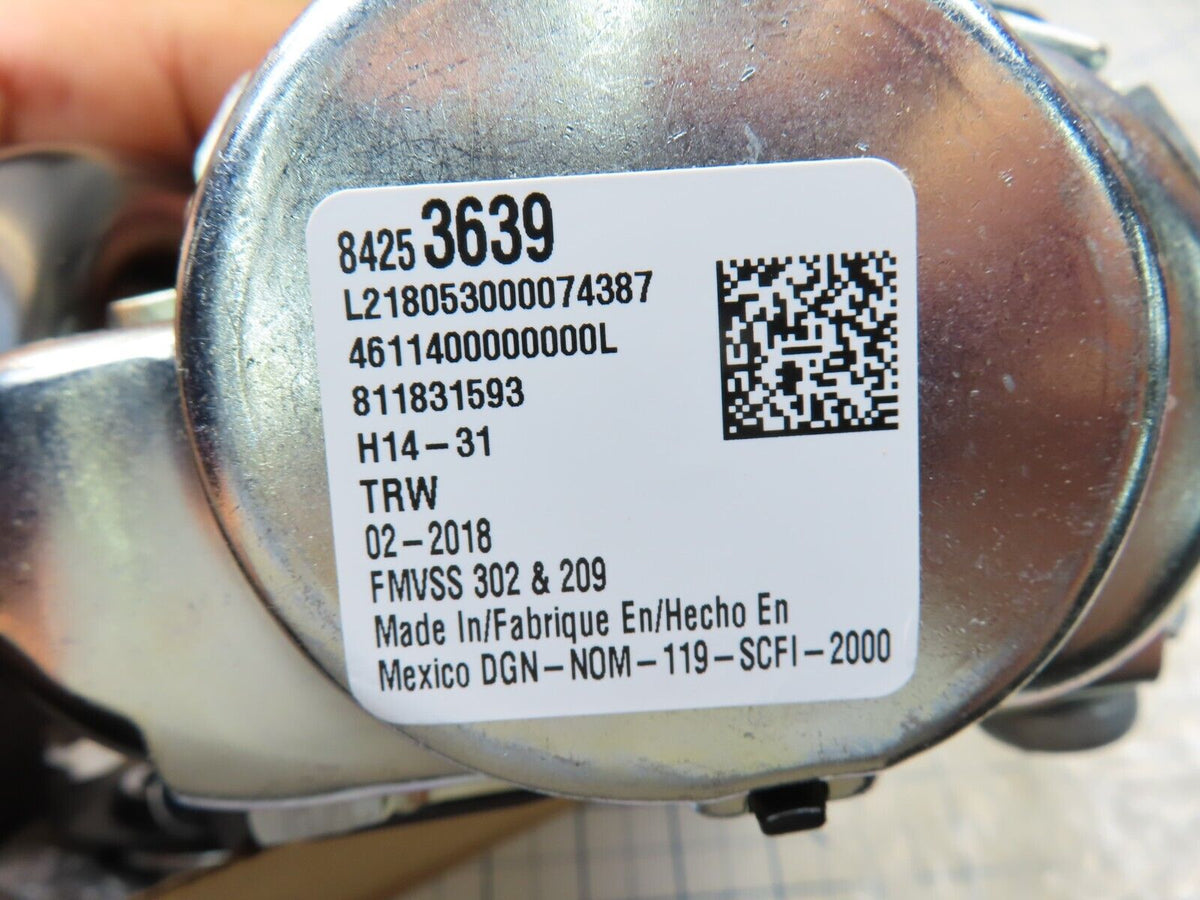 84253639
L218053000074387
4611400000000L
811831593
H14-31
TRW
02-2018
FMVSS 302 & 209
Made In/Fabrique En/Hecho En
Mexico DGN-NOM-119-SCFI-2000